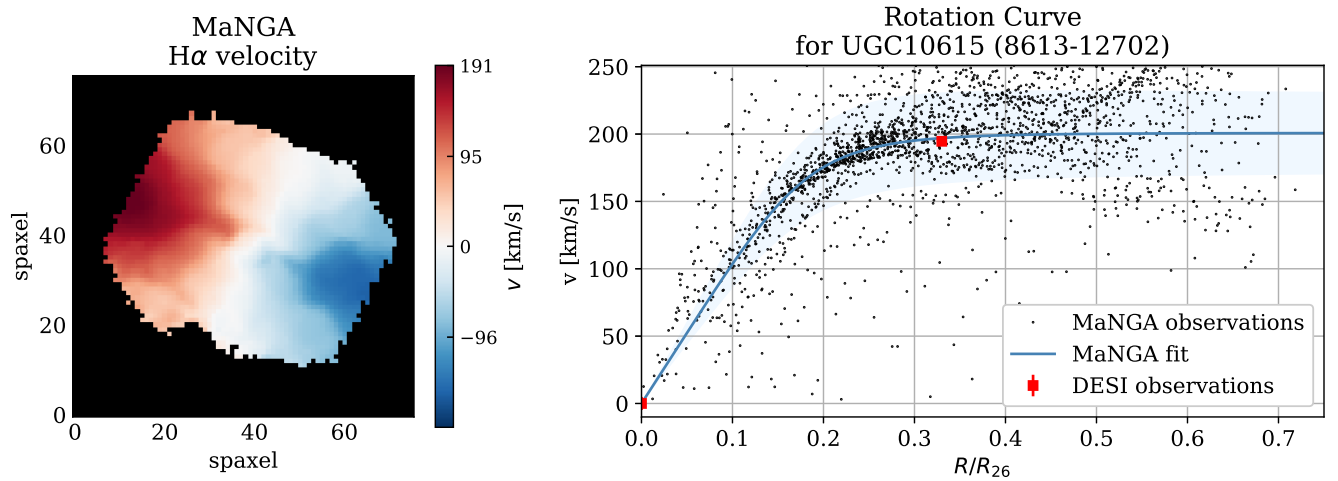 MaNGA
Hα velocity
spaxel
60
40
20
0
0 20 40 60
spaxel
191
95
0
−96
v [km/s]
Rotation Curve
for UGC10615 (8613-12702)
v [km/s]
250
200
150
100
50
0
MaNGA observations
MaNGA fit
DESI observations
0.0 0.1 0.2 0.3 0.4 0.5 0.6 0.7
R/R26